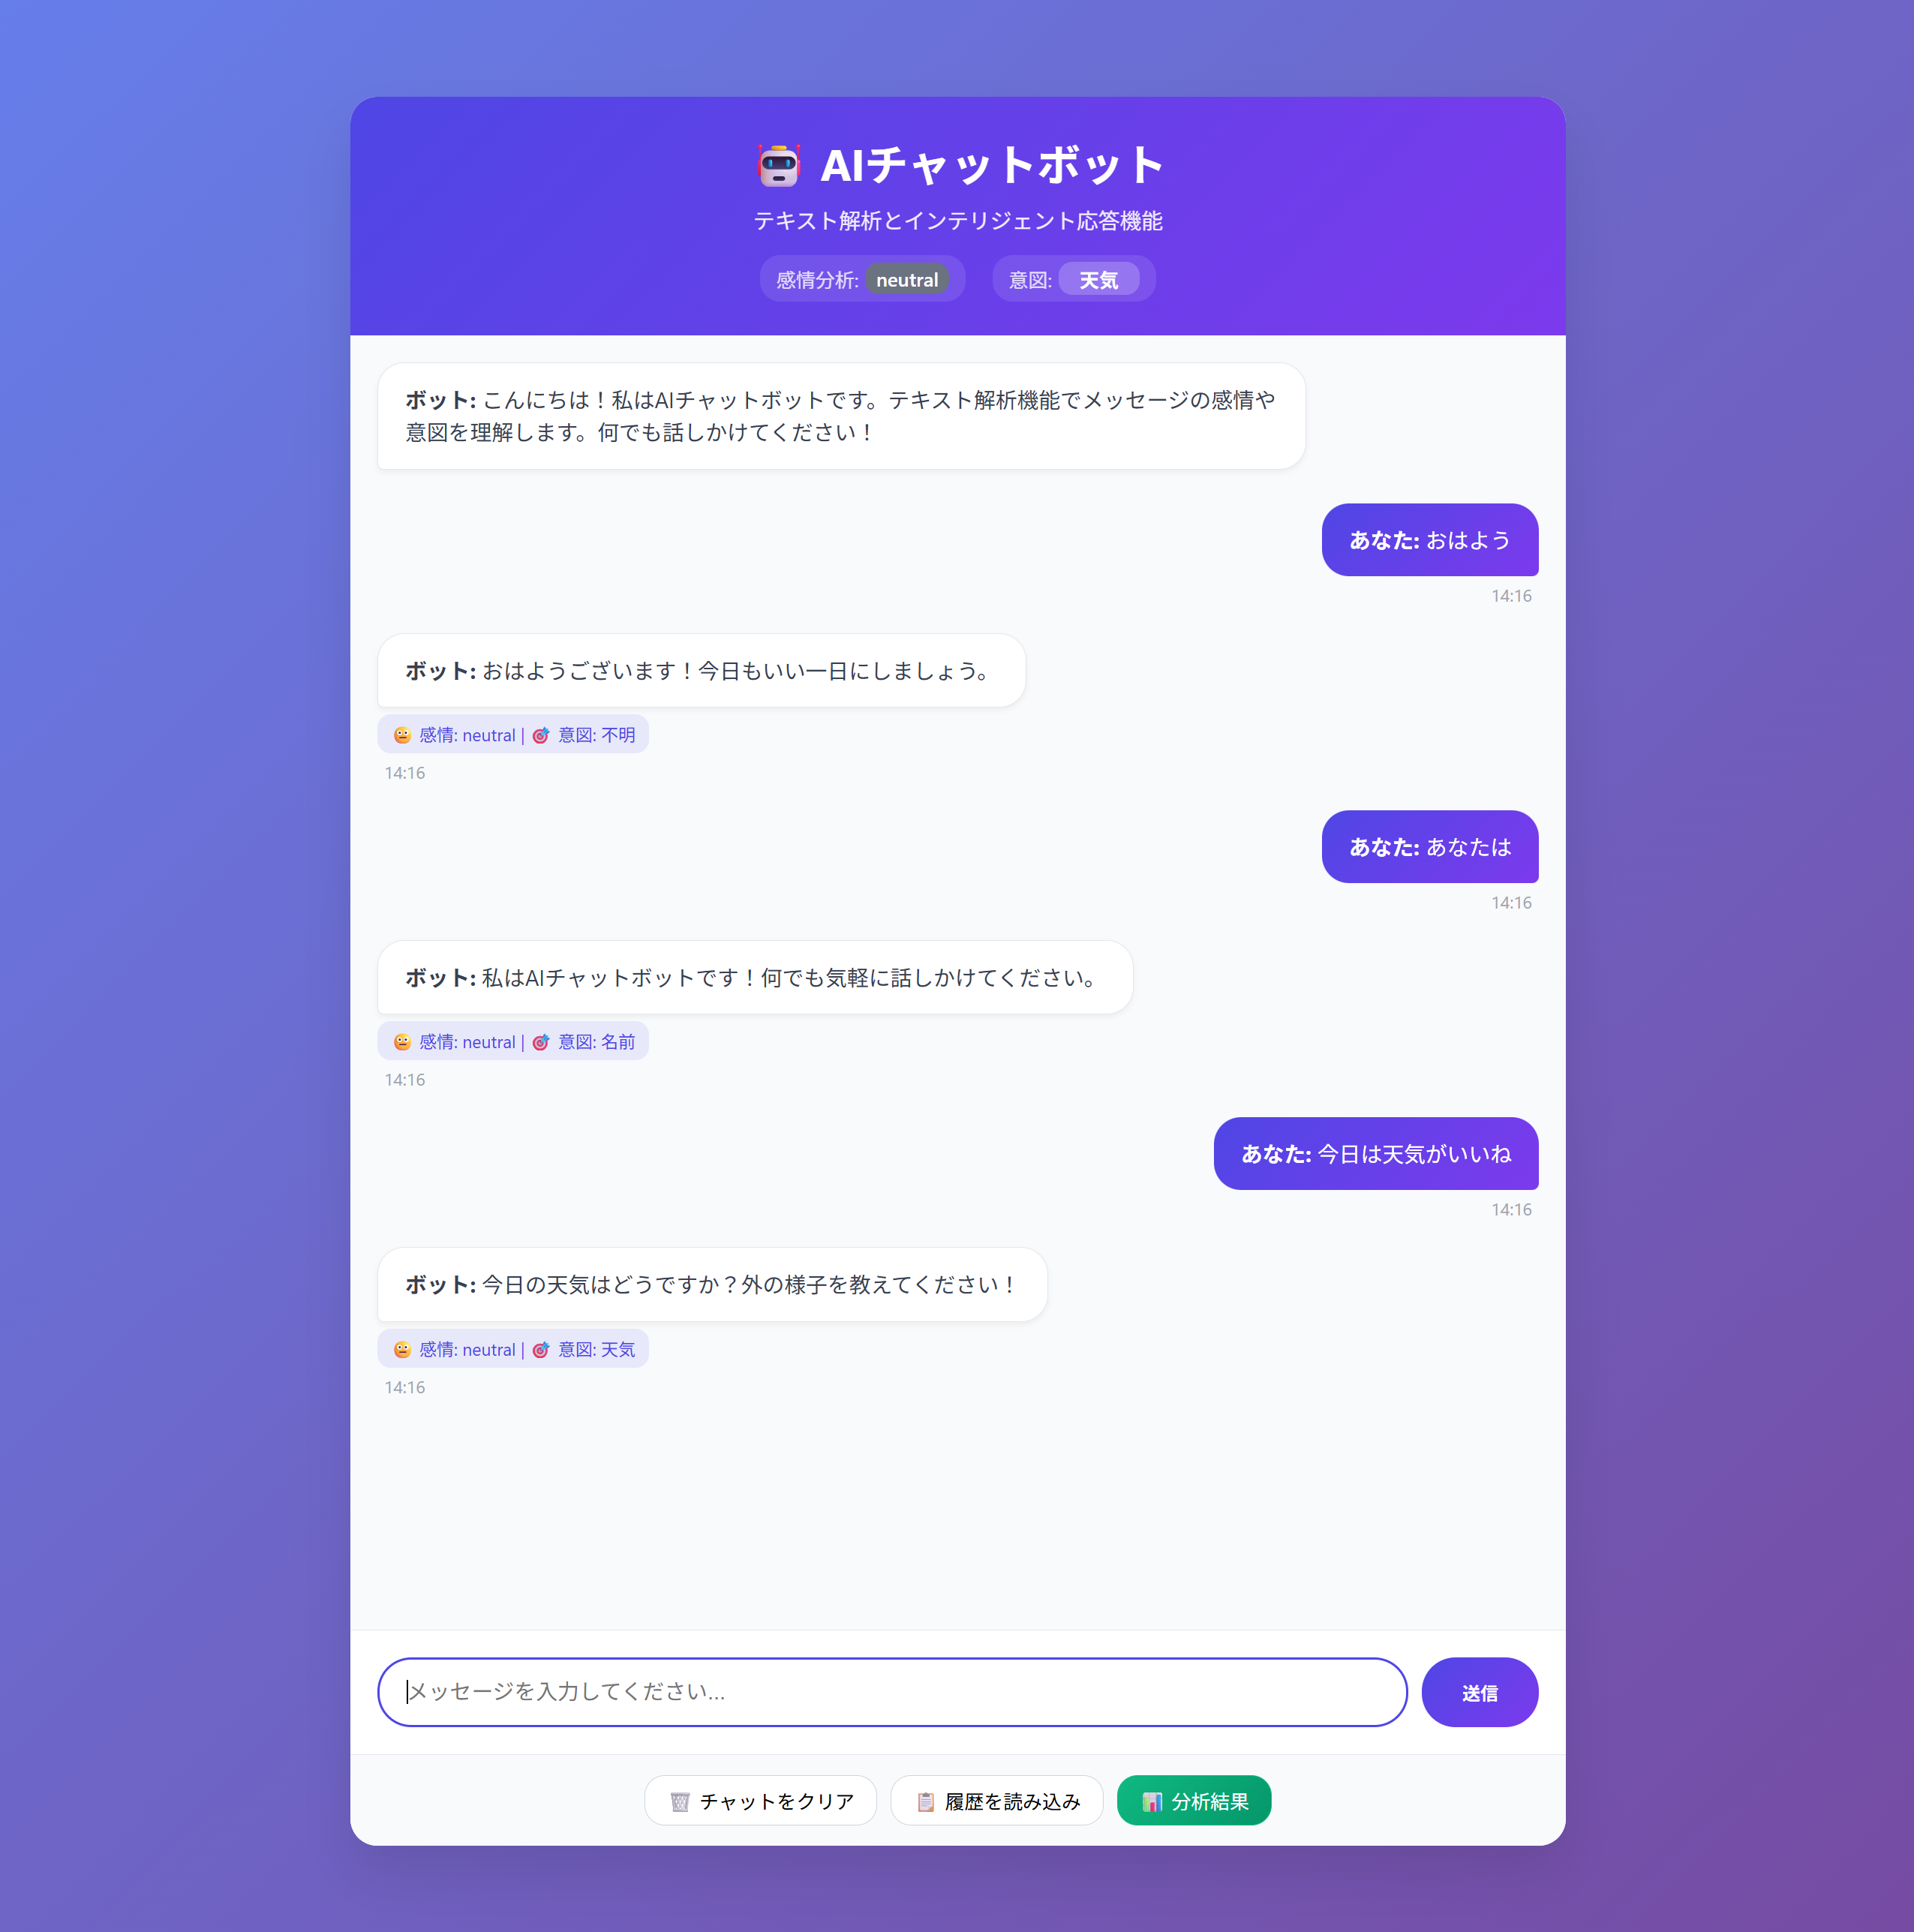 🤖 AIチャットボット
テキスト解析とインテリジェント応答機能
感情分析: neutral 意図: 天気
ボット: こんにちは！私はAIチャットボットです。テキスト解析機能でメッセージの感情や
意図を理解します。何でも話しかけてください！
あなた: おはよう
14:16
ボット: おはようございます！今日もいい一日にしましょう。
感情: neutral | 🎯 意図: 不明
14:16
あなた: あなたは
14:16
ボット: 私はAIチャットボットです！何でも気軽に話しかけてください。
感情: neutral | 🎯 意図: 名前
14:16
あなた: 今日は天気がいいね
14:16
ボット: 今日の天気はどうですか？外の様子を教えてください！
感情: neutral | 🎯 意図: 天気
14:16
メッセージを入力してください...
送信
🗑️ チャットをクリア 📋 履歴を読み込み 📊 分析結果